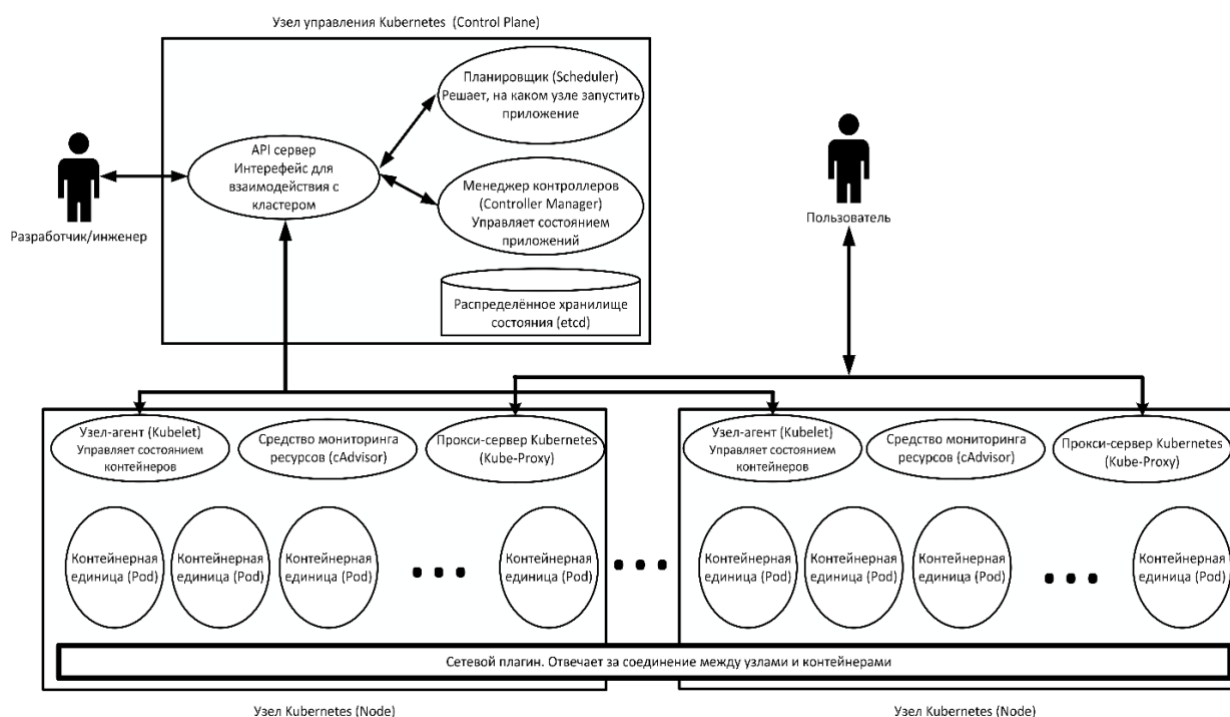 Узел управления Kubernetes (Control Plane)
Планировщик (Scheduler)
Решает, на каком узле запустить
приложение
API сервер
Интерефейс для
взаимодействия с
кластером
Менеджер контроллеров
(Controller Manager)
Управляет состоянием
приложений
Разработчик/инженер
Пользователь
Распределённое хранилище
состояния (etcd)
Узел-агент (Kubelet)
Управляет состоянием
контейнеров
Средство мониторинга
ресурсов (cAdvisor)
Прокси-сервер Kubernetes
(Kube-Proxy)
Узел-агент (Kubelet)
Управляет состоянием
контейнеров
Средство мониторинга
ресурсов (cAdvisor)
Прокси-сервер Kubernetes
(Kube-Proxy)
Контейнерная
единица (Pod)
Контейнерная
единица (Pod)
Контейнерная
единица (Pod)
Контейнерная
единица (Pod)
Контейнерная
единица (Pod)
Контейнерная
единица (Pod)
Контейнерная
единица (Pod)
Контейнерная
единица (Pod)
Сетевой плагин. Отвечает за соединение между узлами и контейнерами
Узел Kubernetes (Node)
Узел Kubernetes (Node)